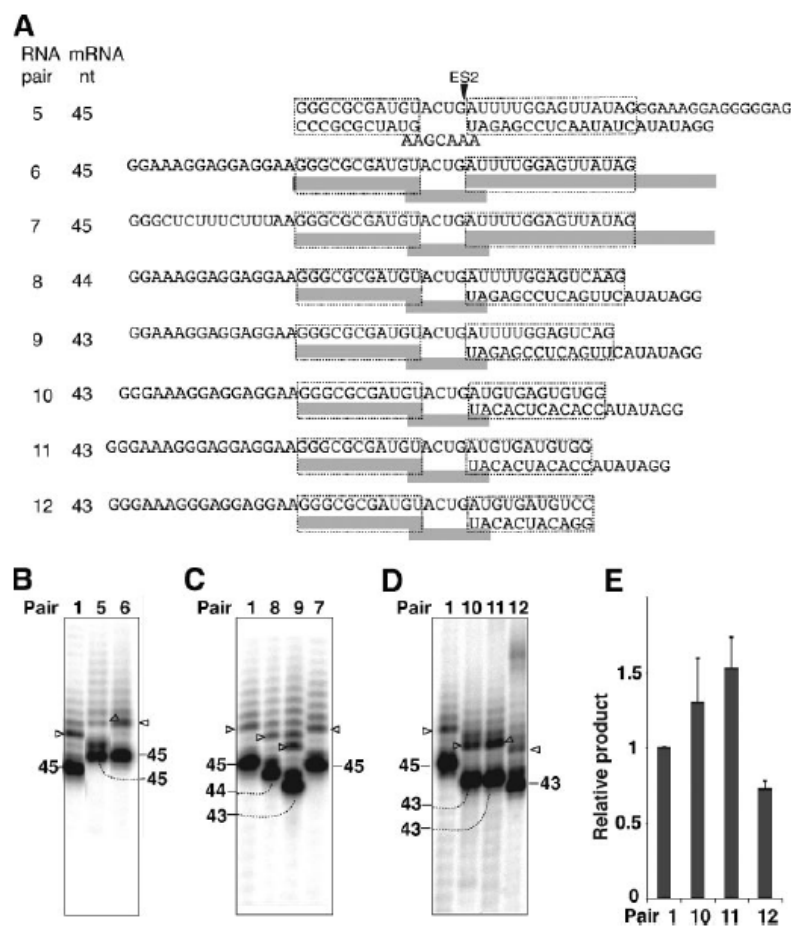 A
RNA mRNA
pair nt
ES2
5 45 GGGCGCGAUGUACUGAUUUUGGAGUUAUAGGGAAAGGAGGGGGAG
CCCGCGCUAUG UAGAGCCUCAAUAUCAUAUAGG
AAGCAAA
6 45 GGAAAGGAGGAGGAAGGGCGCGAUGUACUGAUUUUGGAGUUAUAG
7 45 GGGCUCUUUCUUUAAGGGCGCGAUGUACUGAUUUUGGAGUUAUAG
8 44 GGAAAGGAGGAGGAAGGGCGCGAUGUACUGAUUUUGGAGUCAAG
UAGAGCCUCAGUUCAUAUAGG
9 43 GGAAAGGAGGAGGAAGGGCGCGAUGUACUGAUUUUGGAGUCAG
UAGAGCCUCAGUUCAUAUAGG
10 43 GGGAAAGGAGGAGGAAGGGCGCGAUGUACUGAUGUGAGUGUGG
UACACUCACACCAUAUAGG
11 43 GGGAAAGGGAGGAGGAAGGGCGCGAUGUACUGAUGUGAUGUGG
UACACUACACCAUAUAGG
12 43 GGGAAAGGGAGGAGGAAGGGCGCGAUGUACUGAUGUGAUGUCC
UACACUACAGG
B C D E
Pair 1 5 6
45
45
45
Pair 1 8 9 7
45
44
43
45
Pair 1 10 11 12
45
43
43
43
Relative product
1.5
1
0.5
0
Pair 1 10 11 12